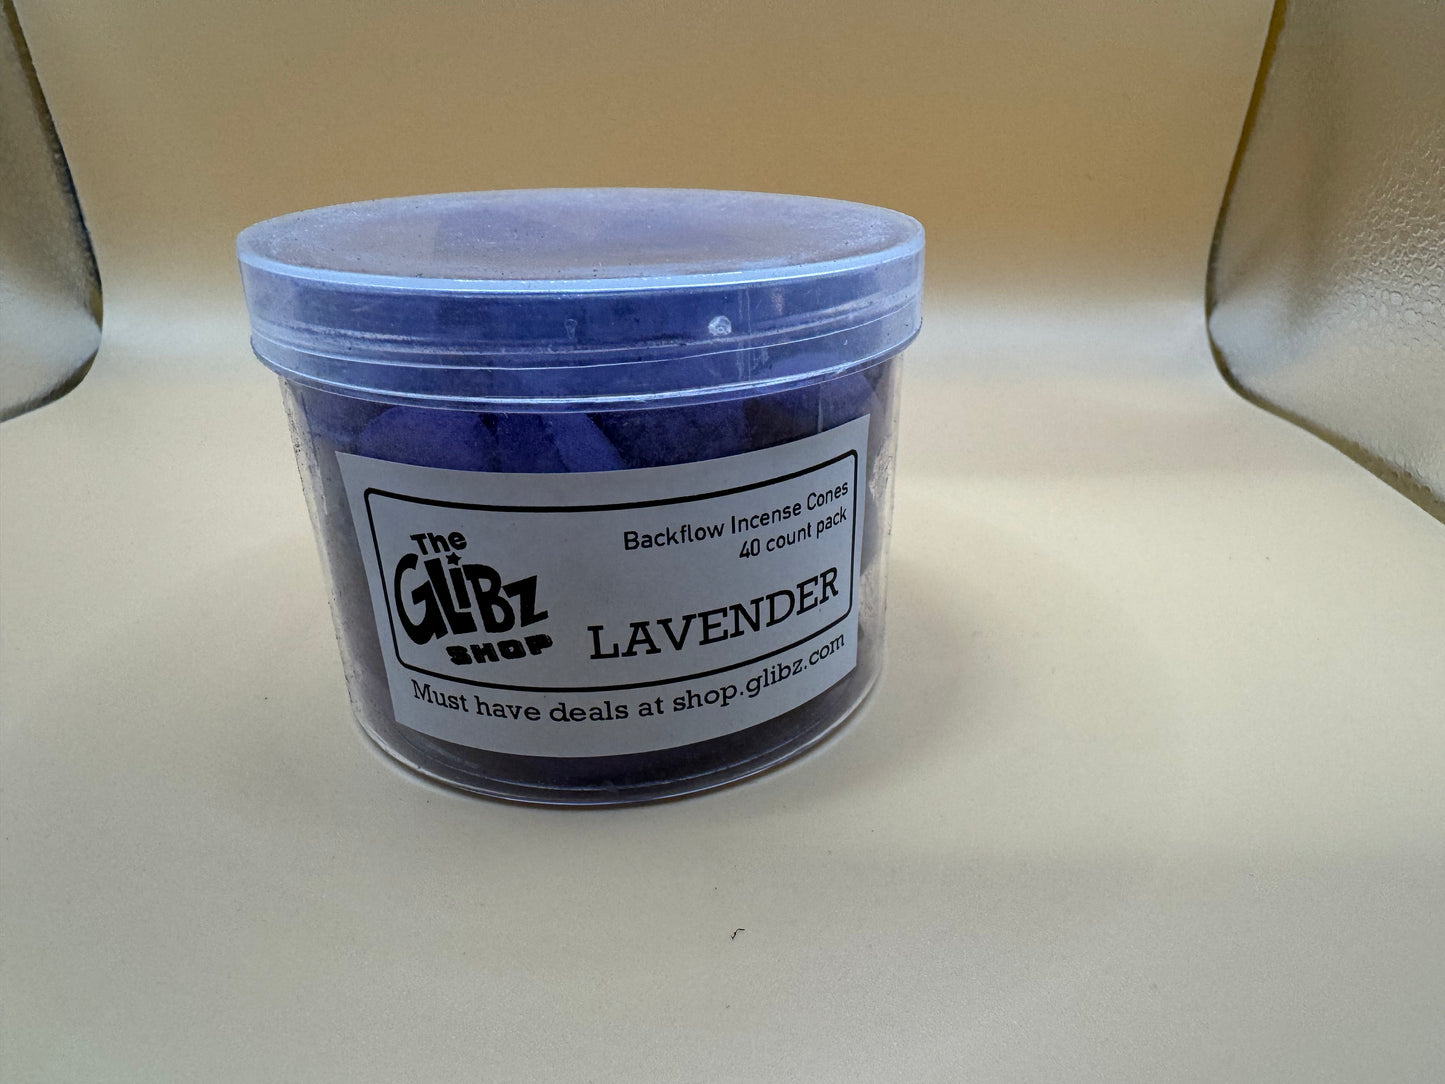 The
GLiBz
SHOP
Backflow Incense Cones
40 count pack
LAVENDER
Must have deals at shop.glibz.com